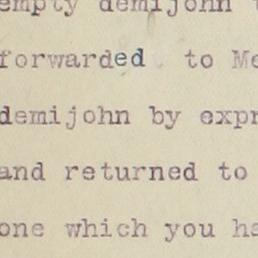 empty demijohn
forwarded to Me
demijohn by expr
and returned to
one which you ha